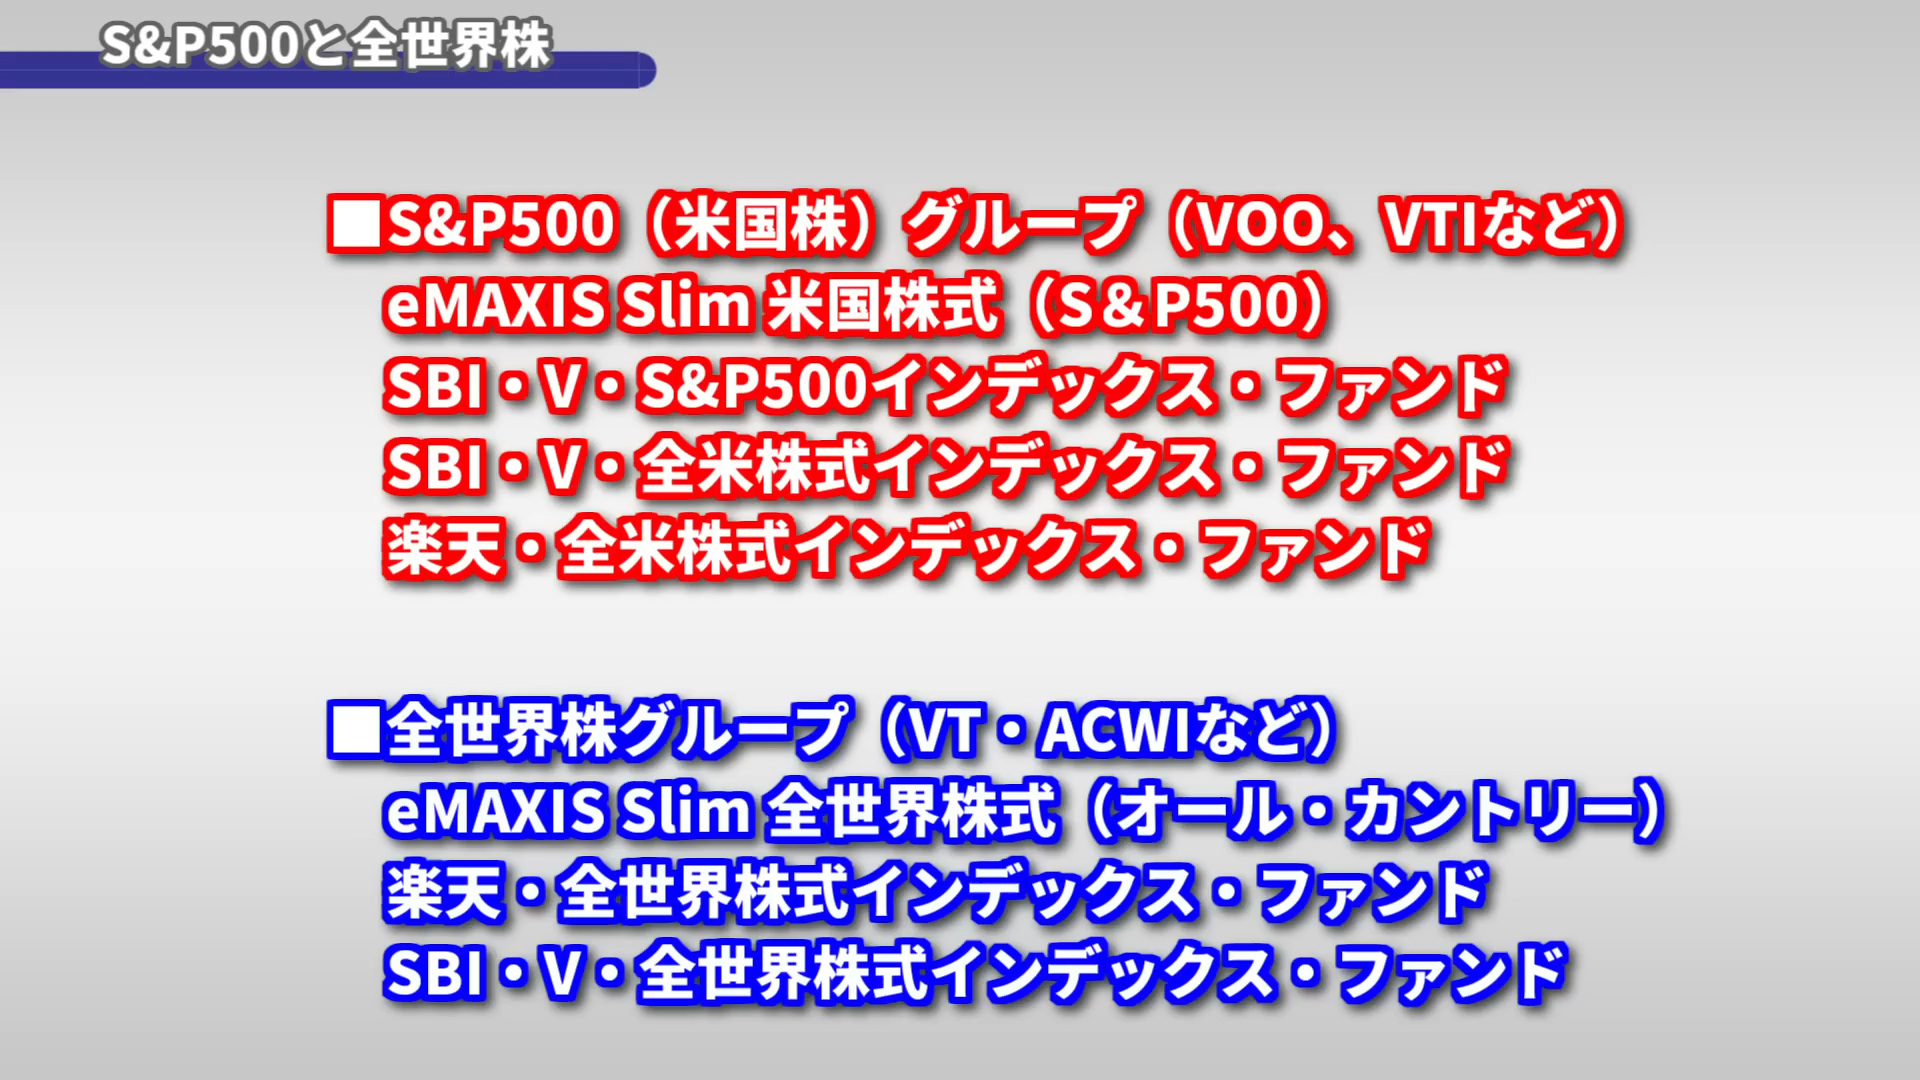 S&P500と全世界株
■S&P500（米国株）グループ（VOO、VTIなど）
eMAXIS Slim 米国株式（S＆P500）
SBI・V・S&P500インデックス・ファンド
SBI・V・全米株式インデックス・ファンド
楽天・全米株式インデックス・ファンド
■全世界株グループ（VT・ACWIなど）
eMAXIS Slim 全世界株式（オール・カントリー）
楽天・全世界株式インデックス・ファンド
SBI・V・全世界株式インデックス・ファンド